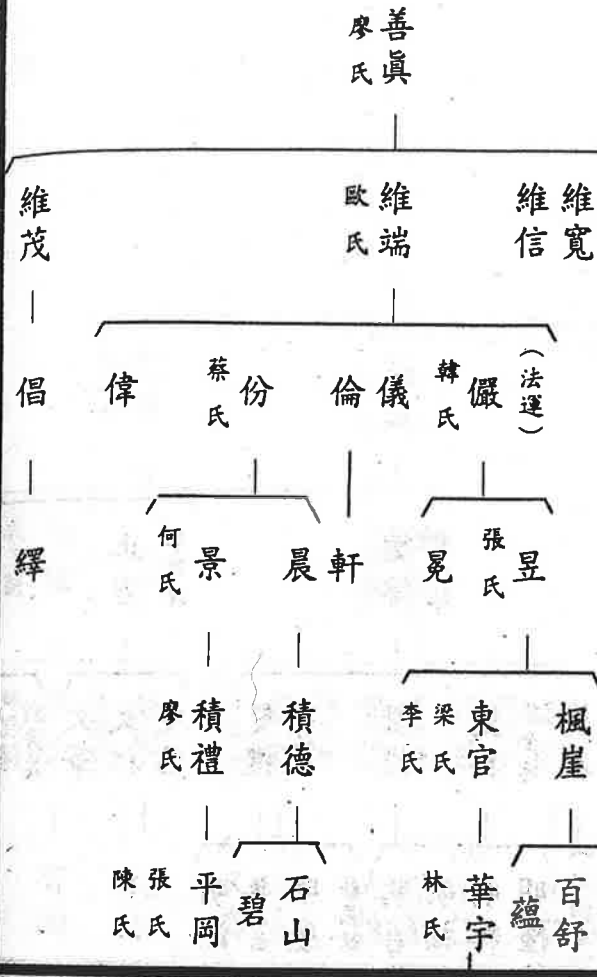 善眞
廖氏
維寬
維信
維端
歐氏
維茂
（法運）
儼
韓氏
儀
倫
份
蔡氏
偉
倡
昱
張氏
冕
軒
晨
景
何氏
繹
楓崖
東官
梁氏
李氏
積德
積禮
廖氏
百舒
蘊
華宇
林氏
石山
碧
平岡
張氏
陳氏